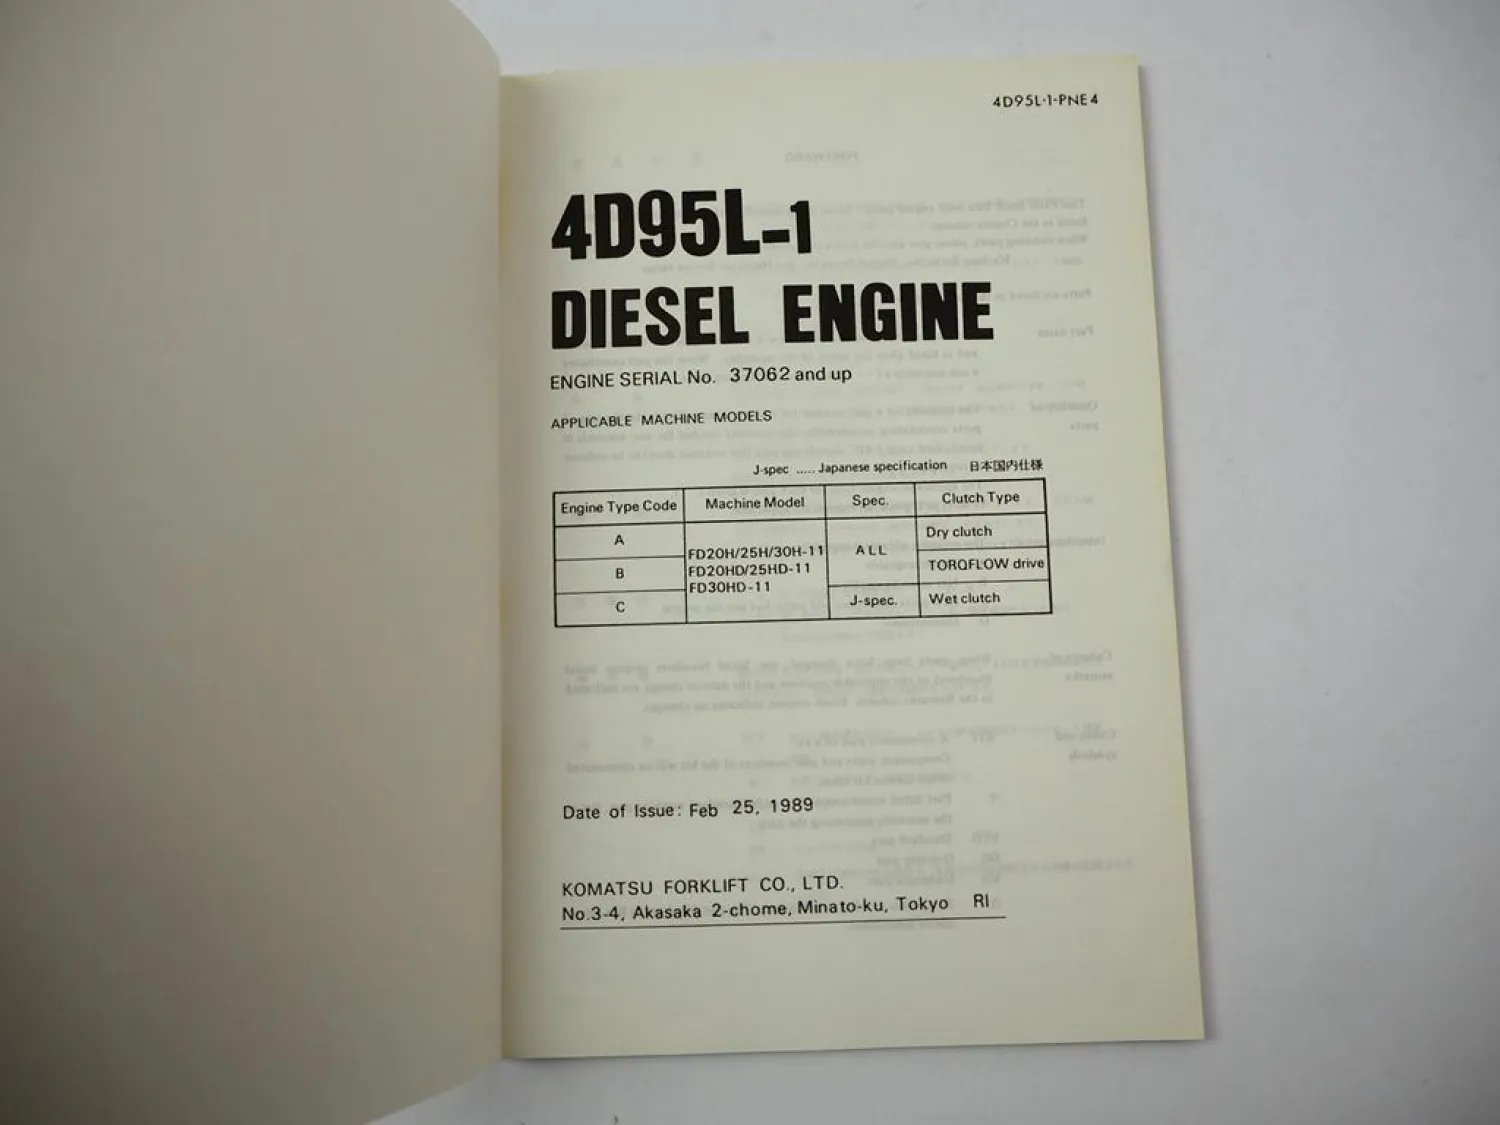 4D95L-1-PNE4
4D95L-1
DIESEL ENGINE
ENGINE SERIAL No. 37062 and up
APPLICABLE MACHINE MODELS
J-spec ..... Japanese specification 日本国内仕様
Engine Type Code Machine Model Spec. Clutch Type
A FD20H/25H/30H-11 ALL Dry clutch
B FD20HD/25HD-11 TORQFLOW drive
FD30HD-11
C J-spec. Wet clutch
Date of Issue: Feb 25, 1989
KOMATSU FORKLIFT CO., LTD.
No.3-4, Akasaka 2-chome, Minato-ku, Tokyo RI